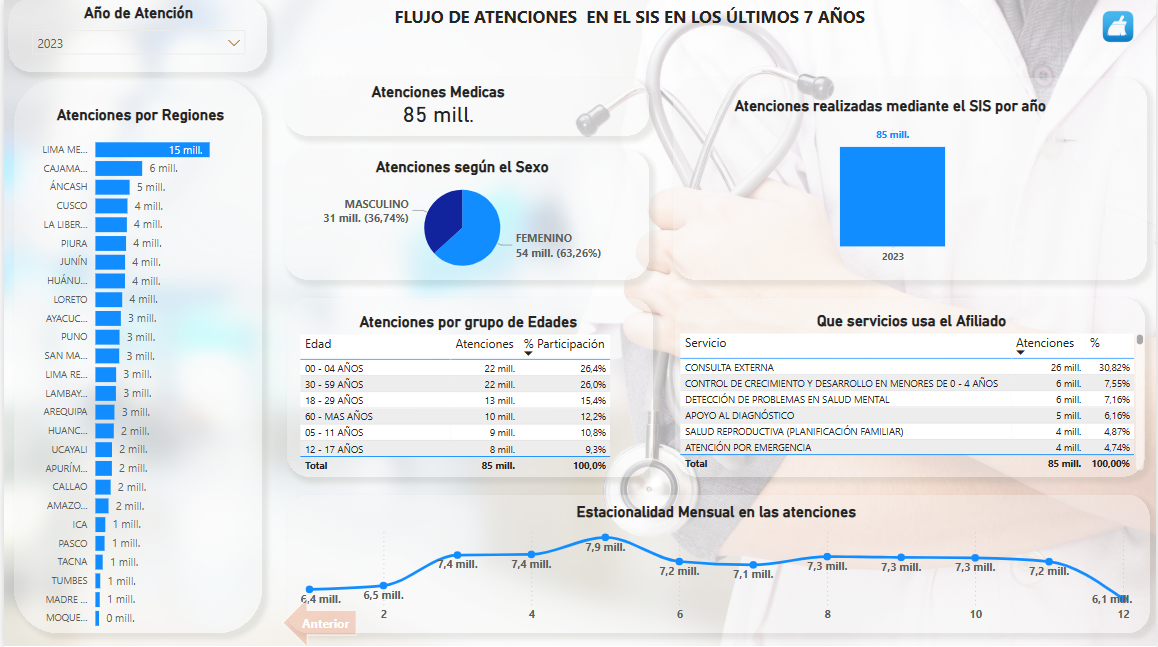 Año de Atención
2023
FLUJO DE ATENCIONES EN EL SIS EN LOS ÚLTIMOS 7 AÑOS
Atenciones por Regiones
LIMA ME... 15 mill.
CAJAMA... 6 mill.
ÁNCASH 5 mill.
CUSCO 4 mill.
LA LIBER... 4 mill.
PIURA 4 mill.
JUNÍN 4 mill.
HUÁNU... 4 mill.
LORETO 4 mill.
AYACUC... 3 mill.
PUNO 3 mill.
SAN MA... 3 mill.
LIMA RE... 3 mill.
LAMBAY... 3 mill.
AREQUIPA 3 mill.
HUANC... 2 mill.
UCAYALI 2 mill.
APURÍM... 2 mill.
CALLAO 2 mill.
AMAZO... 2 mill.
ICA 1 mill.
PASCO 1 mill.
TACNA 1 mill.
TUMBES 1 mill.
MADRE ... 1 mill.
MOQUE... 0 mill.
Atenciones Medicas
85 mill.
Atenciones según el Sexo
MASCULINO
31 mill. (36,74%)
FEMENINO
54 mill. (63,26%)
Atenciones realizadas mediante el SIS por año
85 mill.
2023
Atenciones por grupo de Edades
Edad Atenciones % Participación
00 - 04 AÑOS 22 mill. 26,4%
30 - 59 AÑOS 22 mill. 26,0%
18 - 29 AÑOS 13 mill. 15,4%
60 - MAS AÑOS 10 mill. 12,2%
05 - 11 AÑOS 9 mill. 10,8%
12 - 17 AÑOS 8 mill. 9,3%
Total 85 mill. 100,0%
Que servicios usa el Afiliado
Servicio Atenciones %
CONSULTA EXTERNA 26 mill. 30,82%
CONTROL DE CRECIMIENTO Y DESARROLLO EN MENORES DE 0 - 4 AÑOS 6 mill. 7,55%
DETECCIÓN DE PROBLEMAS EN SALUD MENTAL 6 mill. 7,16%
APOYO AL DIAGNÓSTICO 5 mill. 6,16%
SALUD REPRODUCTIVA (PLANIFICACIÓN FAMILIAR) 4 mill. 4,87%
ATENCIÓN POR EMERGENCIA 4 mill. 4,74%
Total 85 mill. 100,00%
Estacionalidad Mensual en las atenciones
6,4 mill. 6,5 mill. 7,4 mill. 7,4 mill. 7,9 mill. 7,2 mill. 7,1 mill. 7,3 mill. 7,3 mill. 7,3 mill. 7,2 mill. 6,1 mill.
2 4 6 8 10 12
Anterior